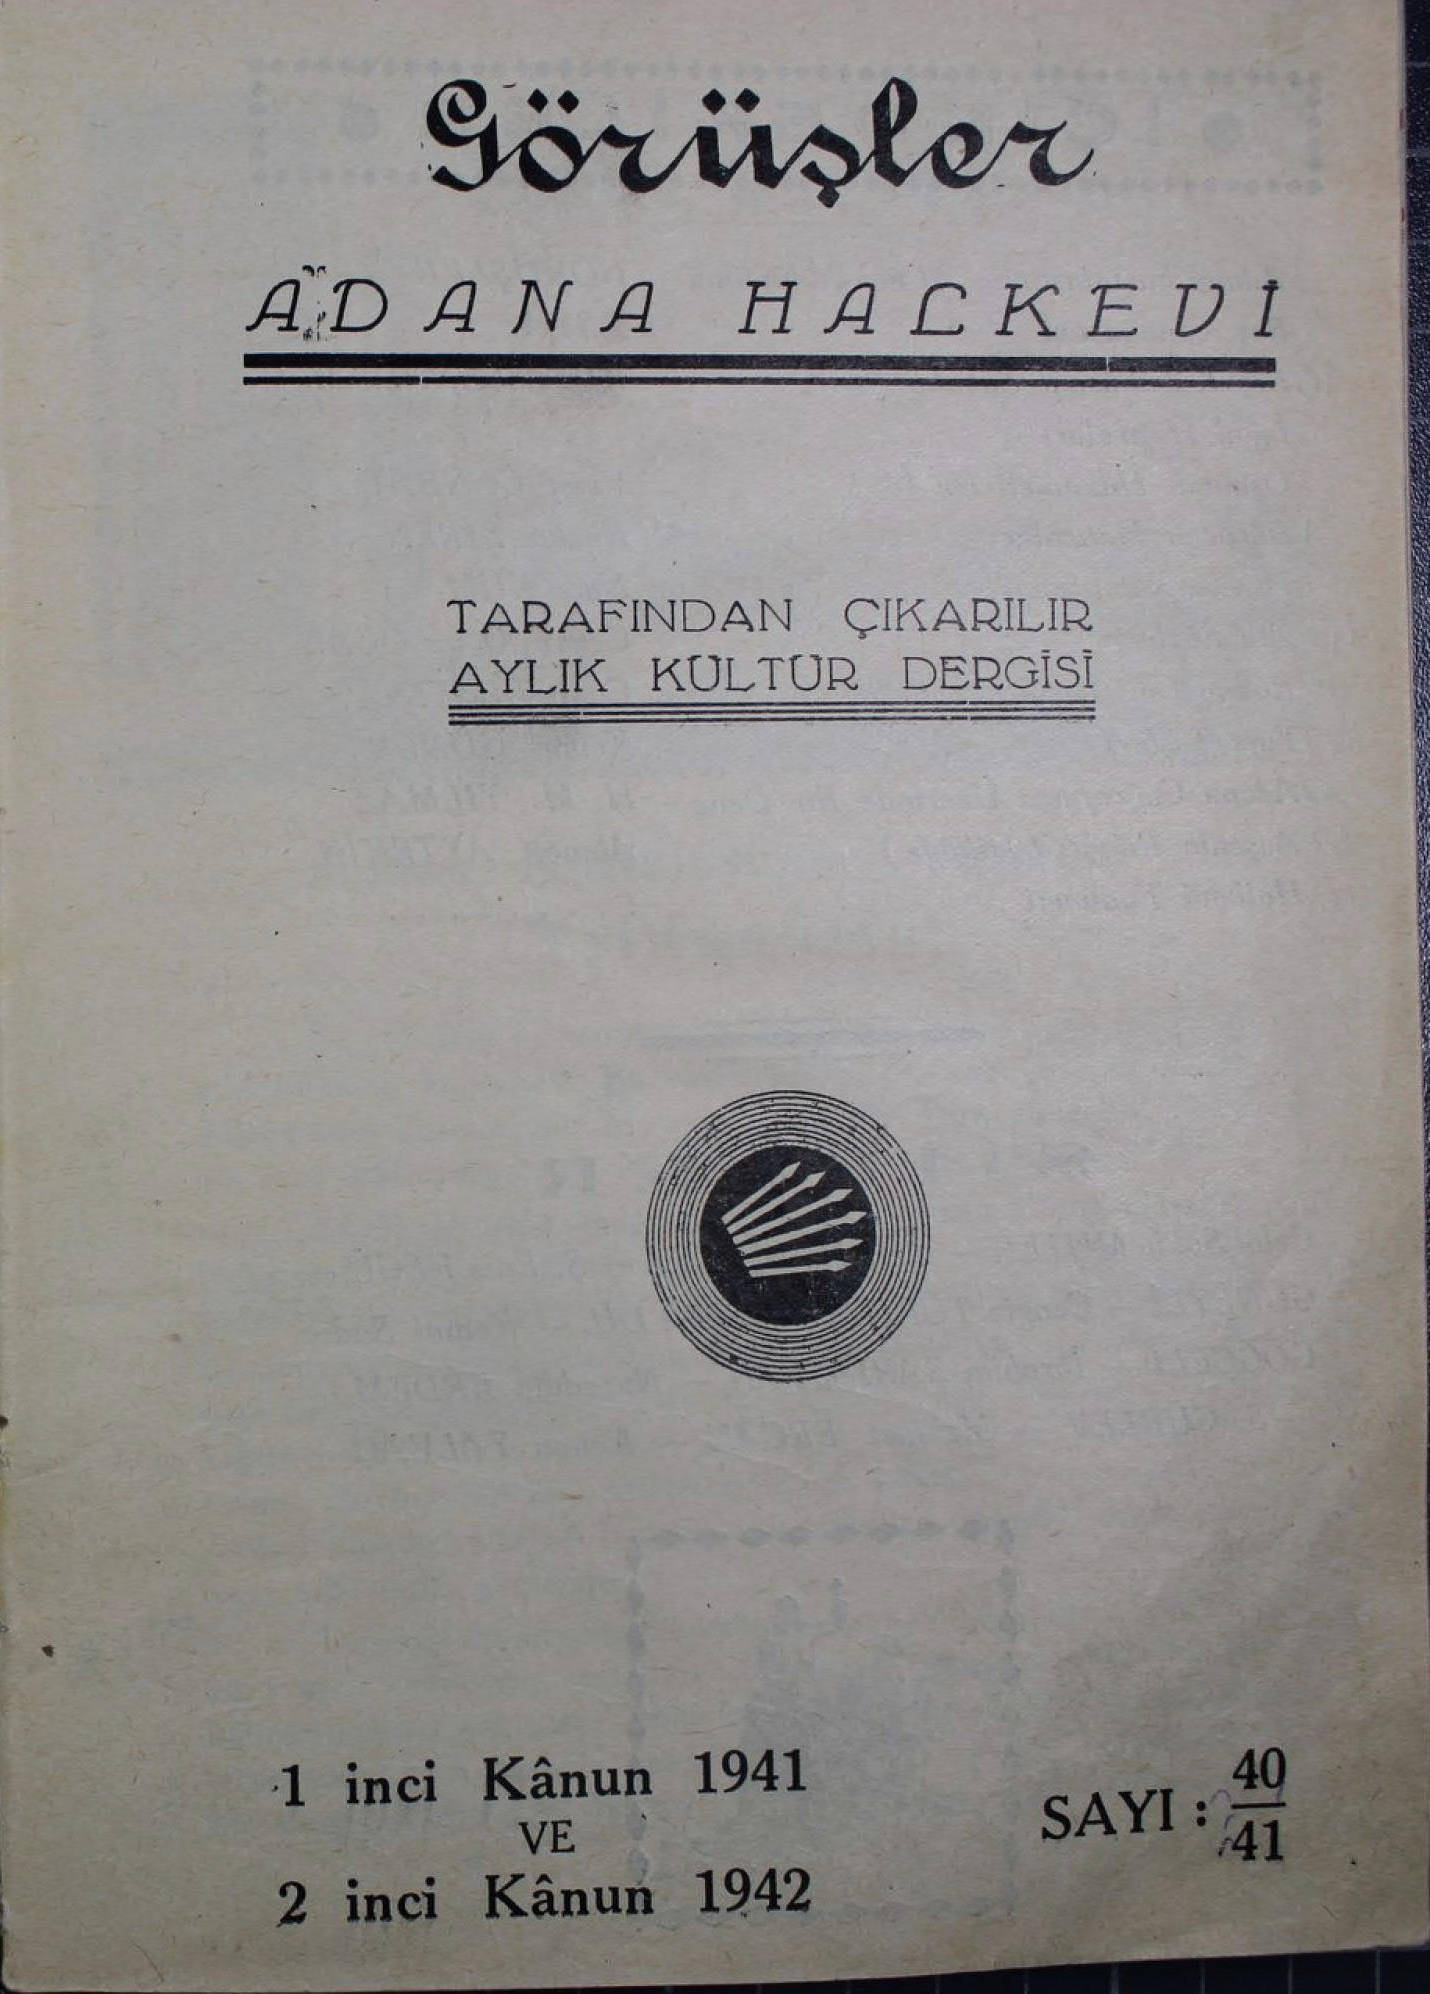 Görüşler
ADANA HALKEVİ
TARAFINDAN ÇIKARILIR
AYLIK KÜLTÜR DERGİSİ
1 inci Kânun 1941
VE
2 inci Kânun 1942
SAYI : 40
41